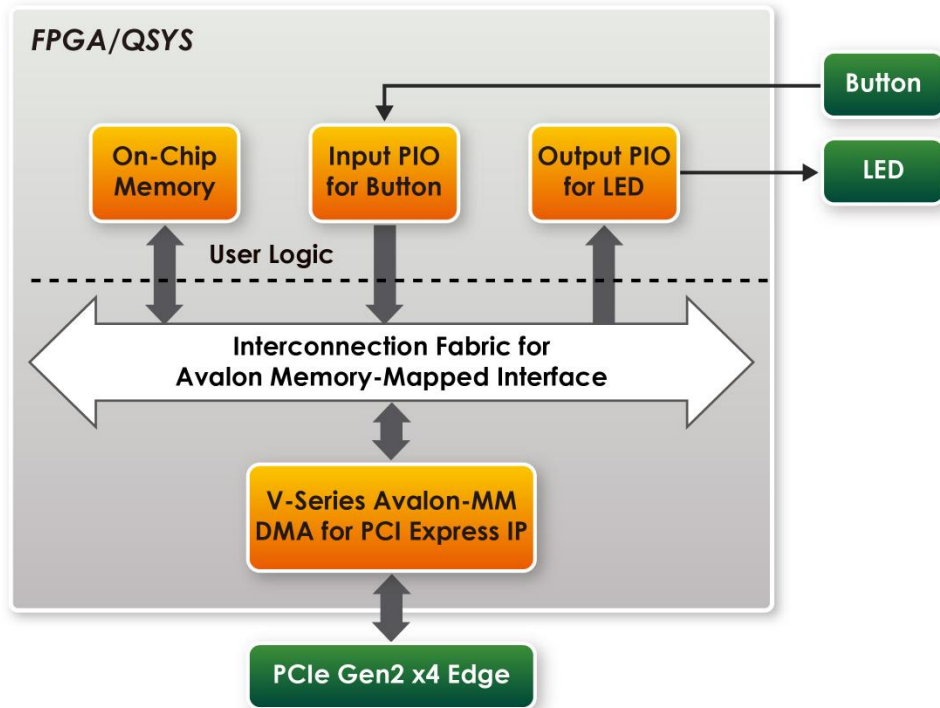 FPGA/QSYS
Button
On-Chip
Memory
Input PIO
for Button
Output PIO
for LED
LED
User Logic
Interconnection Fabric for
Avalon Memory-Mapped Interface
V-Series Avalon-MM
DMA for PCI Express IP
PCIe Gen2 x4 Edge